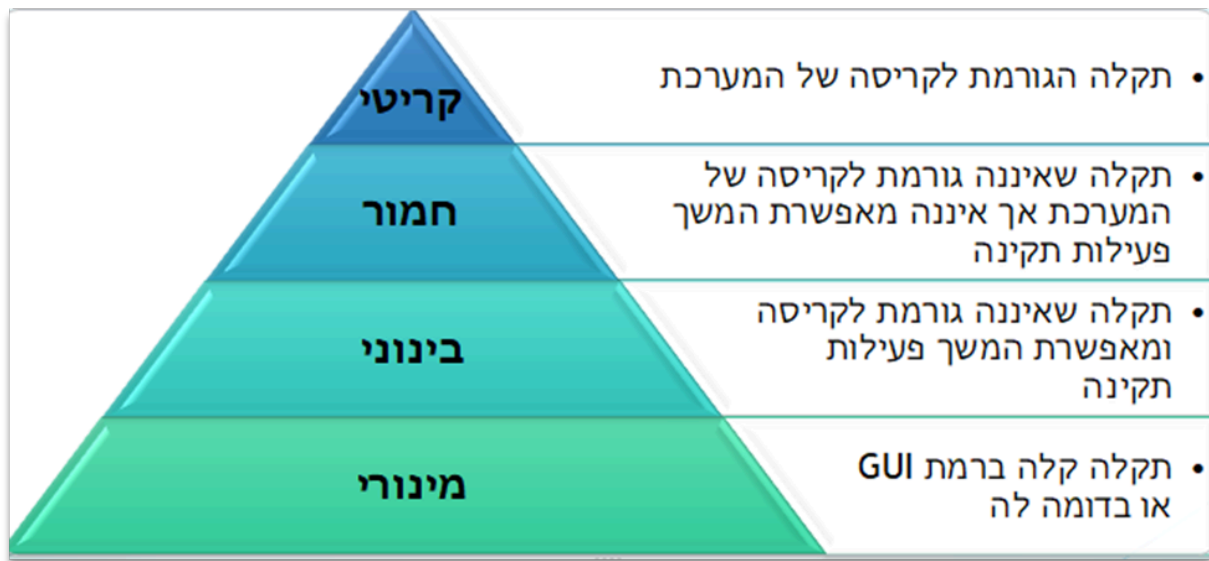 קריטי
• תקלה הגורמת לקריסה של המערכת
חמור
• תקלה שאיננה גורמת לקריסה של
המערכת אך איננה מאפשרת המשך
פעילות תקינה
בינוני
• תקלה שאיננה גורמת לקריסה
ומאפשרת המשך פעילות
תקינה
מינורי
• תקלה קלה ברמת GUI
או בדומה לה